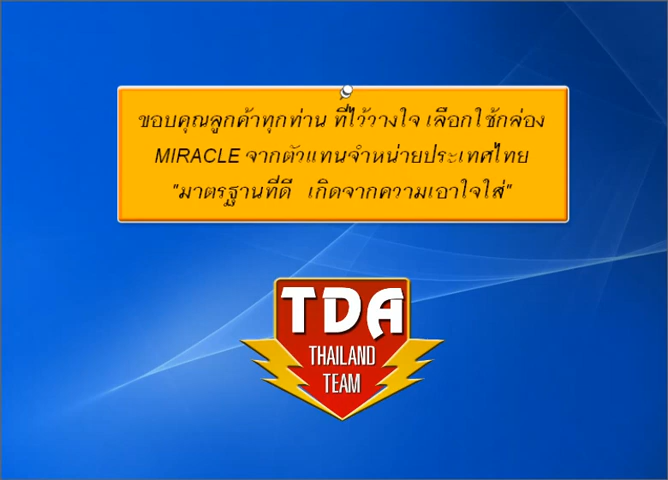 ขอบคุณลูกค้าทุกท่าน ที่ไว้วางใจ เลือกใช้กล่อง
MIRACLE จากตัวแทนจำหน่ายประเทศไทย
"มาตรฐานที่ดี เกิดจากความเอาใจใส่"
TDA
THAILAND
TEAM